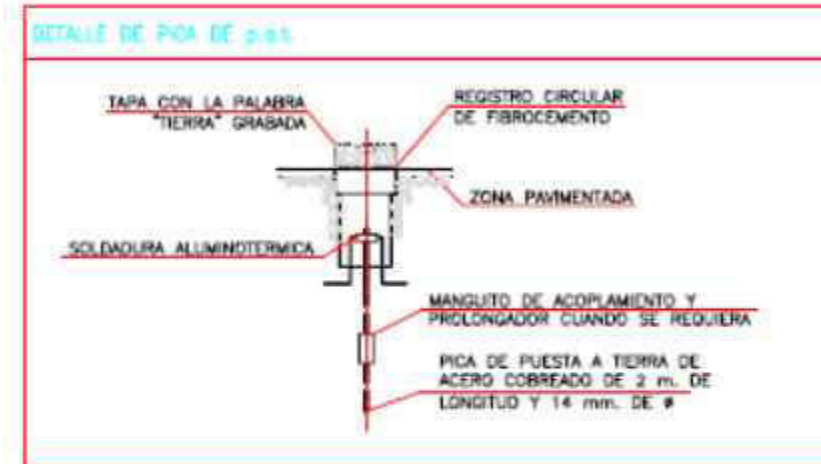 DETALLE DE PICA DE p.a.t.
TAPA CON LA PALABRA
"TIERRA" GRABADA
REGISTRO CIRCULAR
DE FIBROCEMENTO
ZONA PAVIMENTADA
SOLDADURA ALUMINOTERMICA
MANGUITO DE ACOPLAMIENTO Y
PROLONGADOR CUANDO SE REQUIERA
PICA DE PUESTA A TIERRA DE
ACERO COBREADO DE 2 m. DE
LONGITUD Y 14 mm. DE ø